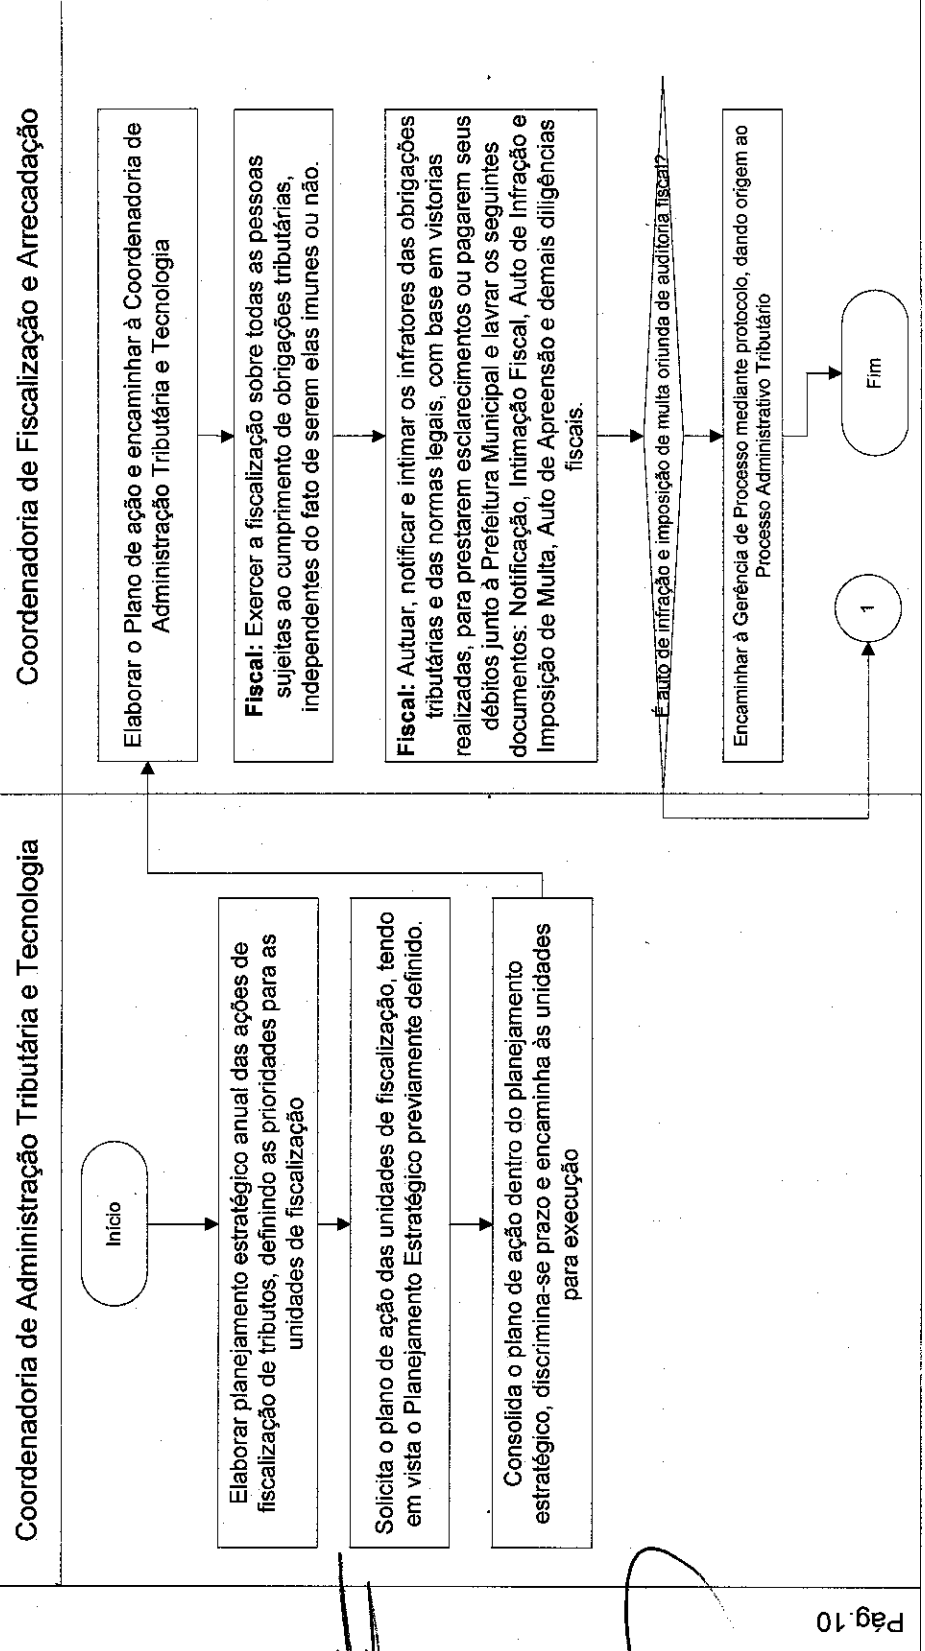 Coordenadoria de Administração Tributária e Tecnologia
Início
Elaborar planejamento estratégico anual das ações de
fiscalização de tributos, definindo as prioridades para as
unidades de fiscalização
Solicita o plano de ação das unidades de fiscalização, tendo
em vista o Planejamento Estratégico previamente definido.
Consolida o plano de ação dentro do planejamento
estratégico, discrimina-se prazo e encaminha às unidades
para execução
Coordenadoria de Fiscalização e Arrecadação
Elaborar o Plano de ação e encaminhar à Coordenadoria de
Administração Tributária e Tecnologia
Fiscal: Exercer a fiscalização sobre todas as pessoas
sujeitas ao cumprimento de obrigações tributárias,
independentes do fato de serem elas imunes ou não.
Fiscal: Autuar, notificar e intimar os infratores das obrigações
tributárias e das normas legais, com base em vistorias
realizadas, para prestarem esclarecimentos ou pagarem seus
débitos junto à Prefeitura Municipal e lavrar os seguintes
documentos: Notificação, Intimação Fiscal, Auto de Infração e
Imposição de Multa, Auto de Apreensão e demais diligências
fiscais.
É auto de infração e imposição de multa oriunda de auditoria fiscal?
Encaminhar à Gerência de Processo mediante protocolo, dando origem ao
Processo Administrativo Tributário
1
Fim
Pág.10